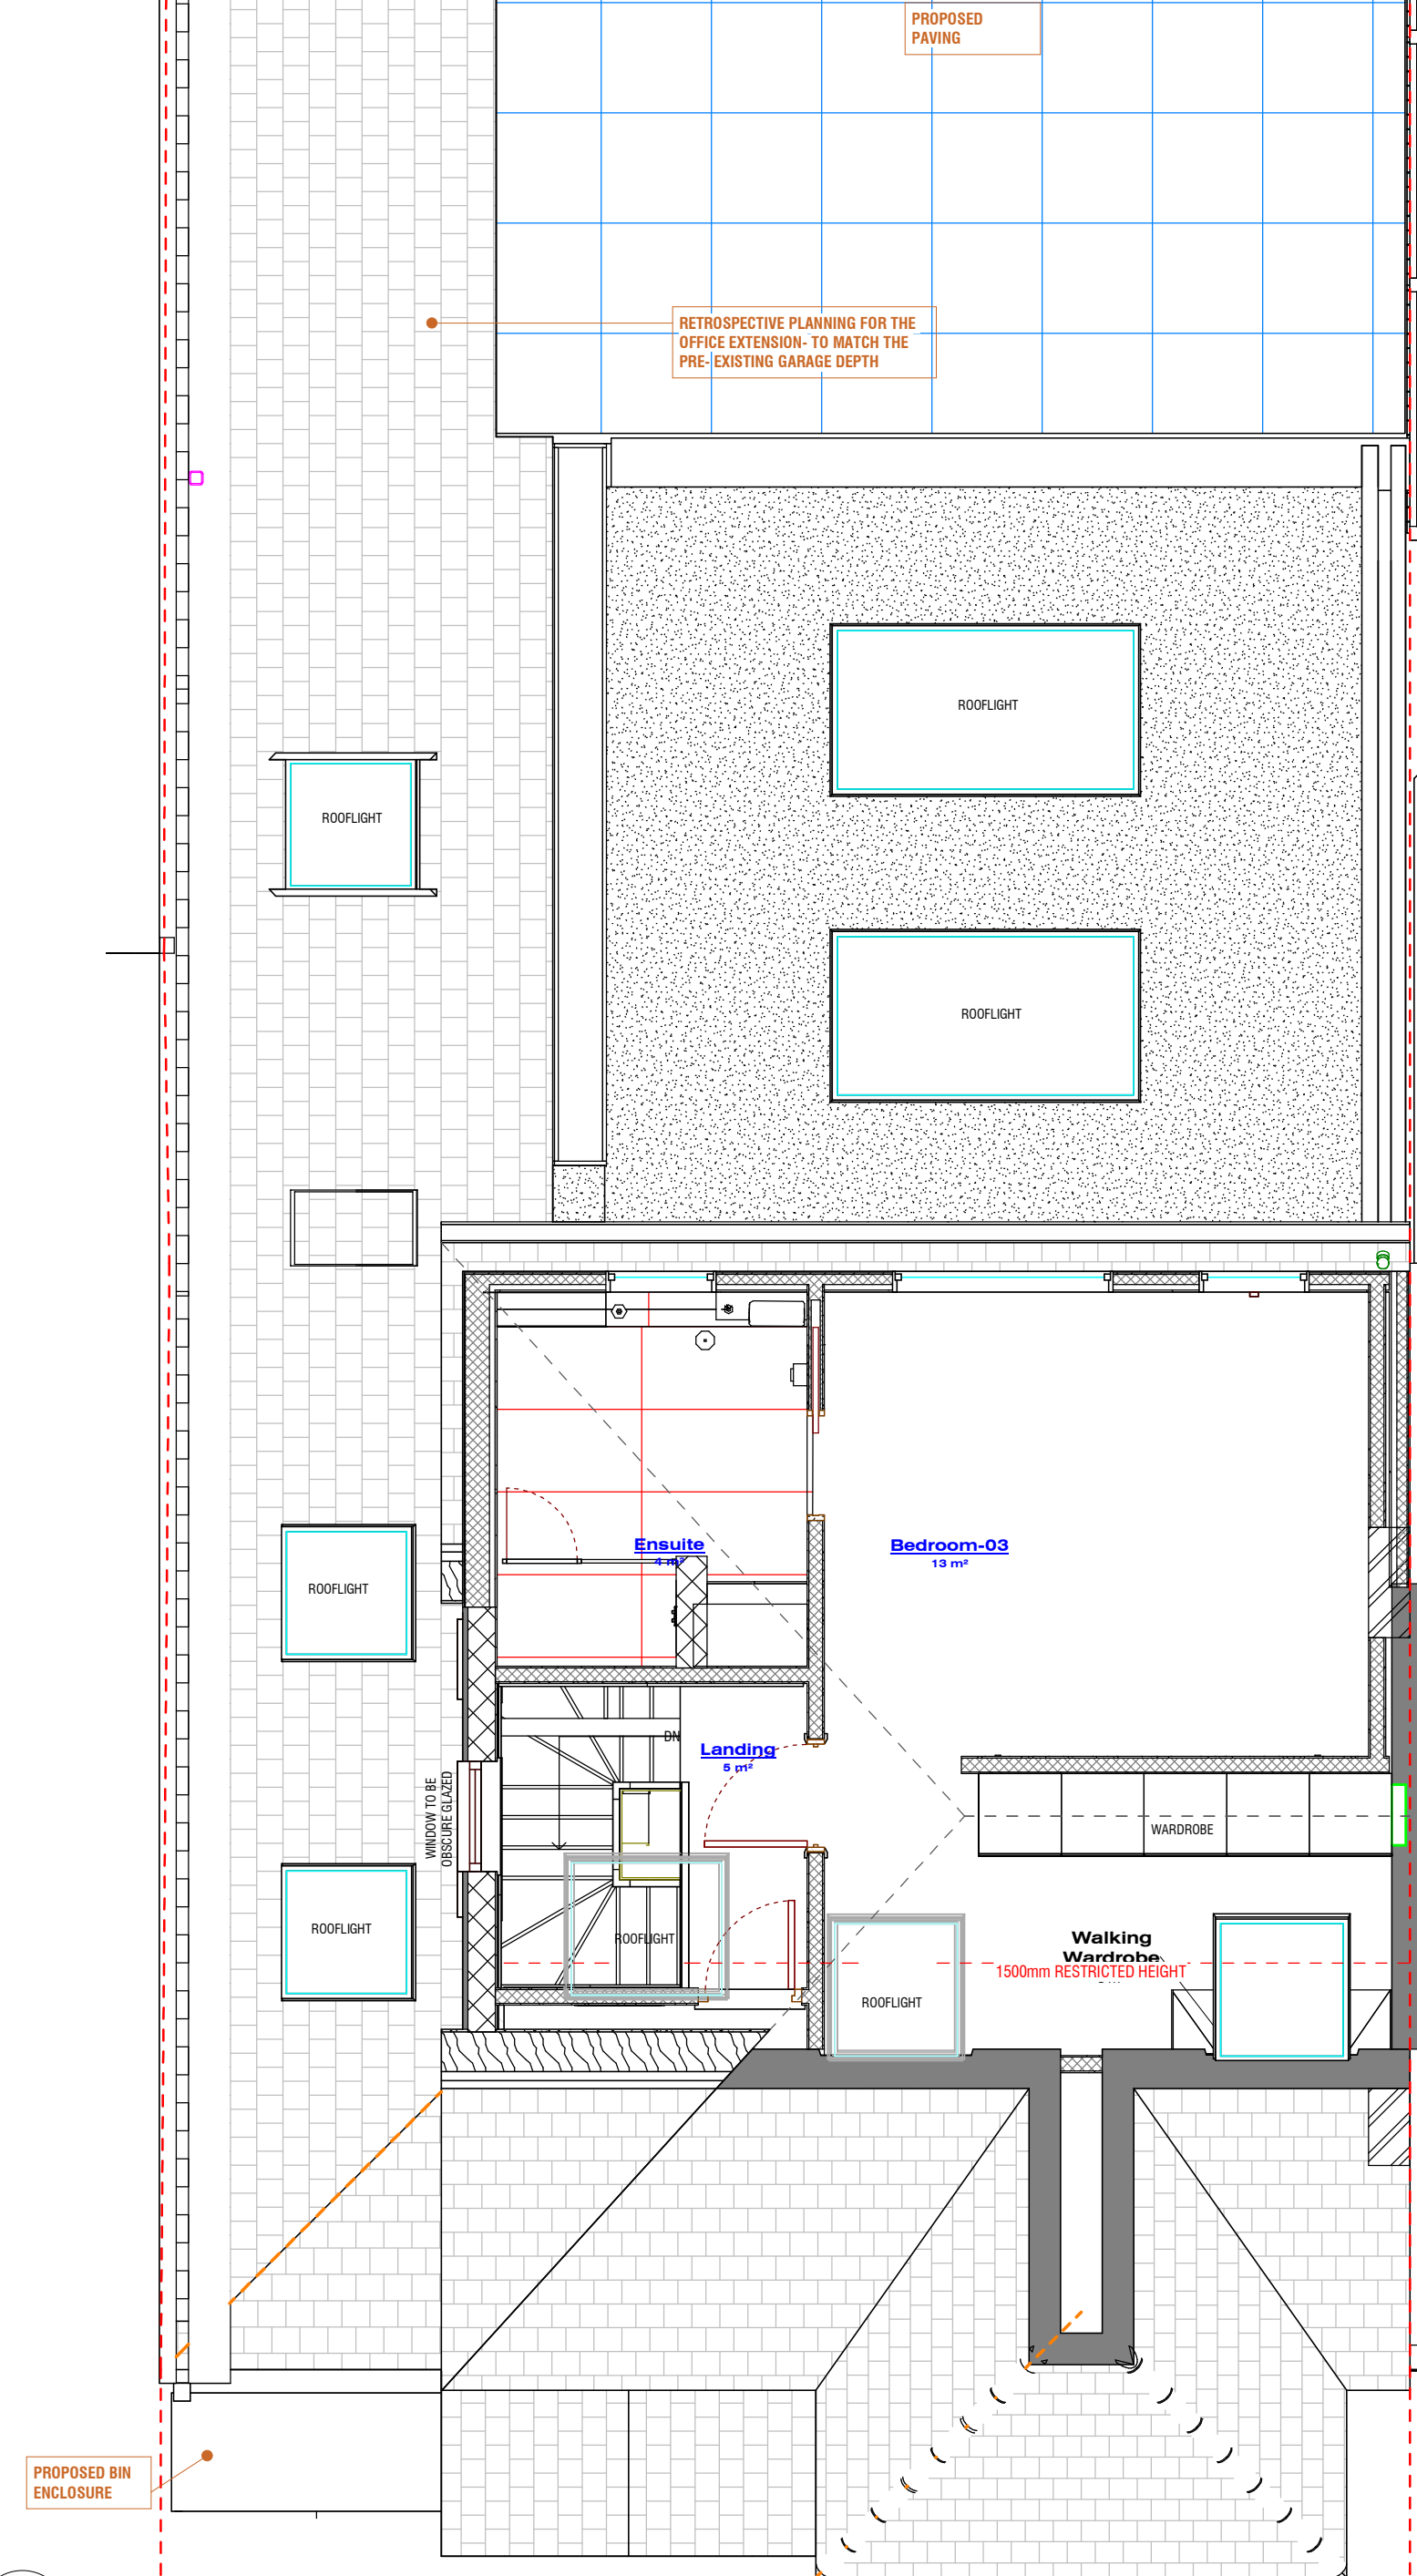 PROPOSED
PAVING
RETROSPECTIVE PLANNING FOR THE
OFFICE EXTENSION- TO MATCH THE
PRE- EXISTING GARAGE DEPTH
ROOFLIGHT
ROOFLIGHT
ROOFLIGHT
Ensuite
4 m²
Bedroom-03
13 m²
ROOFLIGHT
DN
Landing
5 m²
WINDOW TO BE
OBSCURE GLAZED
WARDROBE
ROOFLIGHT
ROOFLIGHT
Walking
Wardrobe
1500mm RESTRICTED HEIGHT
ROOFLIGHT
PROPOSED BIN
ENCLOSURE